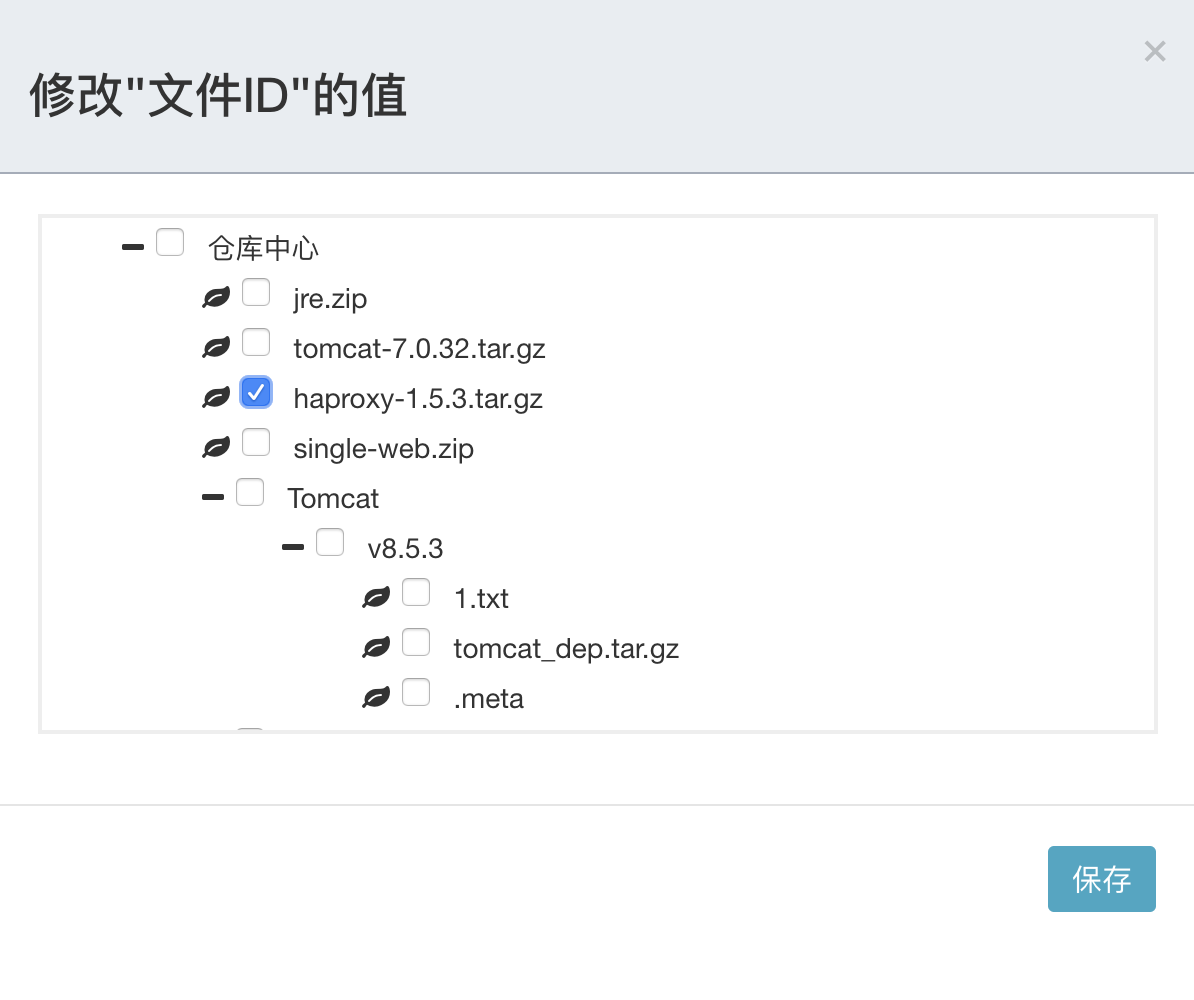 修改"文件ID"的值
仓库中心
jre.zip
tomcat-7.0.32.tar.gz
haproxy-1.5.3.tar.gz
single-web.zip
Tomcat
v8.5.3
1.txt
tomcat_dep.tar.gz
.meta
保存